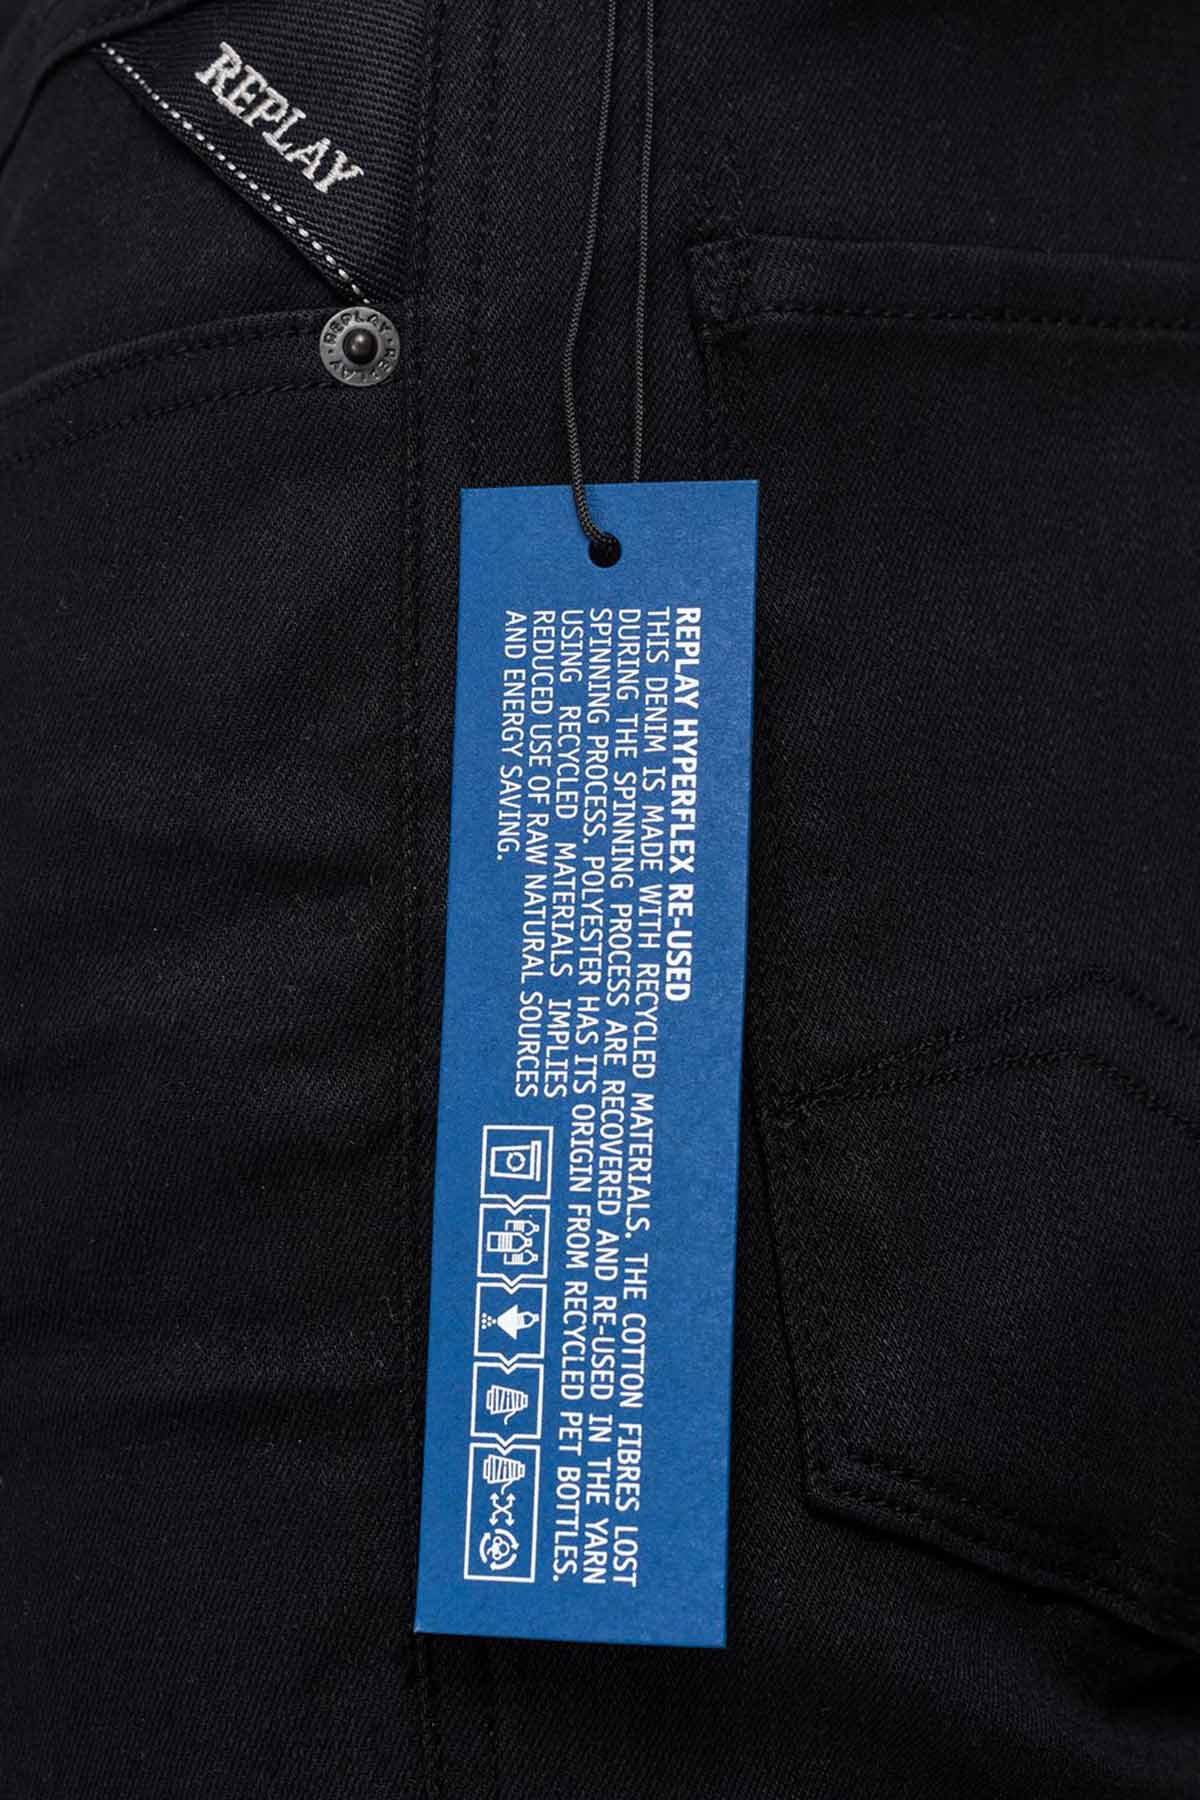 REPLAY
REPLAY · REPLAY ·
REPLAY HYPERFLEX RE-USED
THIS DENIM IS MADE WITH RECYCLED MATERIALS. THE COTTON FIBRES LOST
DURING THE SPINNING PROCESS ARE RECOVERED AND RE-USED IN THE YARN
SPINNING PROCESS. POLYESTER HAS ITS ORIGIN FROM RECYCLED PET BOTTLES.
USING RECYCLED MATERIALS IMPLIES
REDUCED USE OF RAW NATURAL SOURCES
AND ENERGY SAVING.